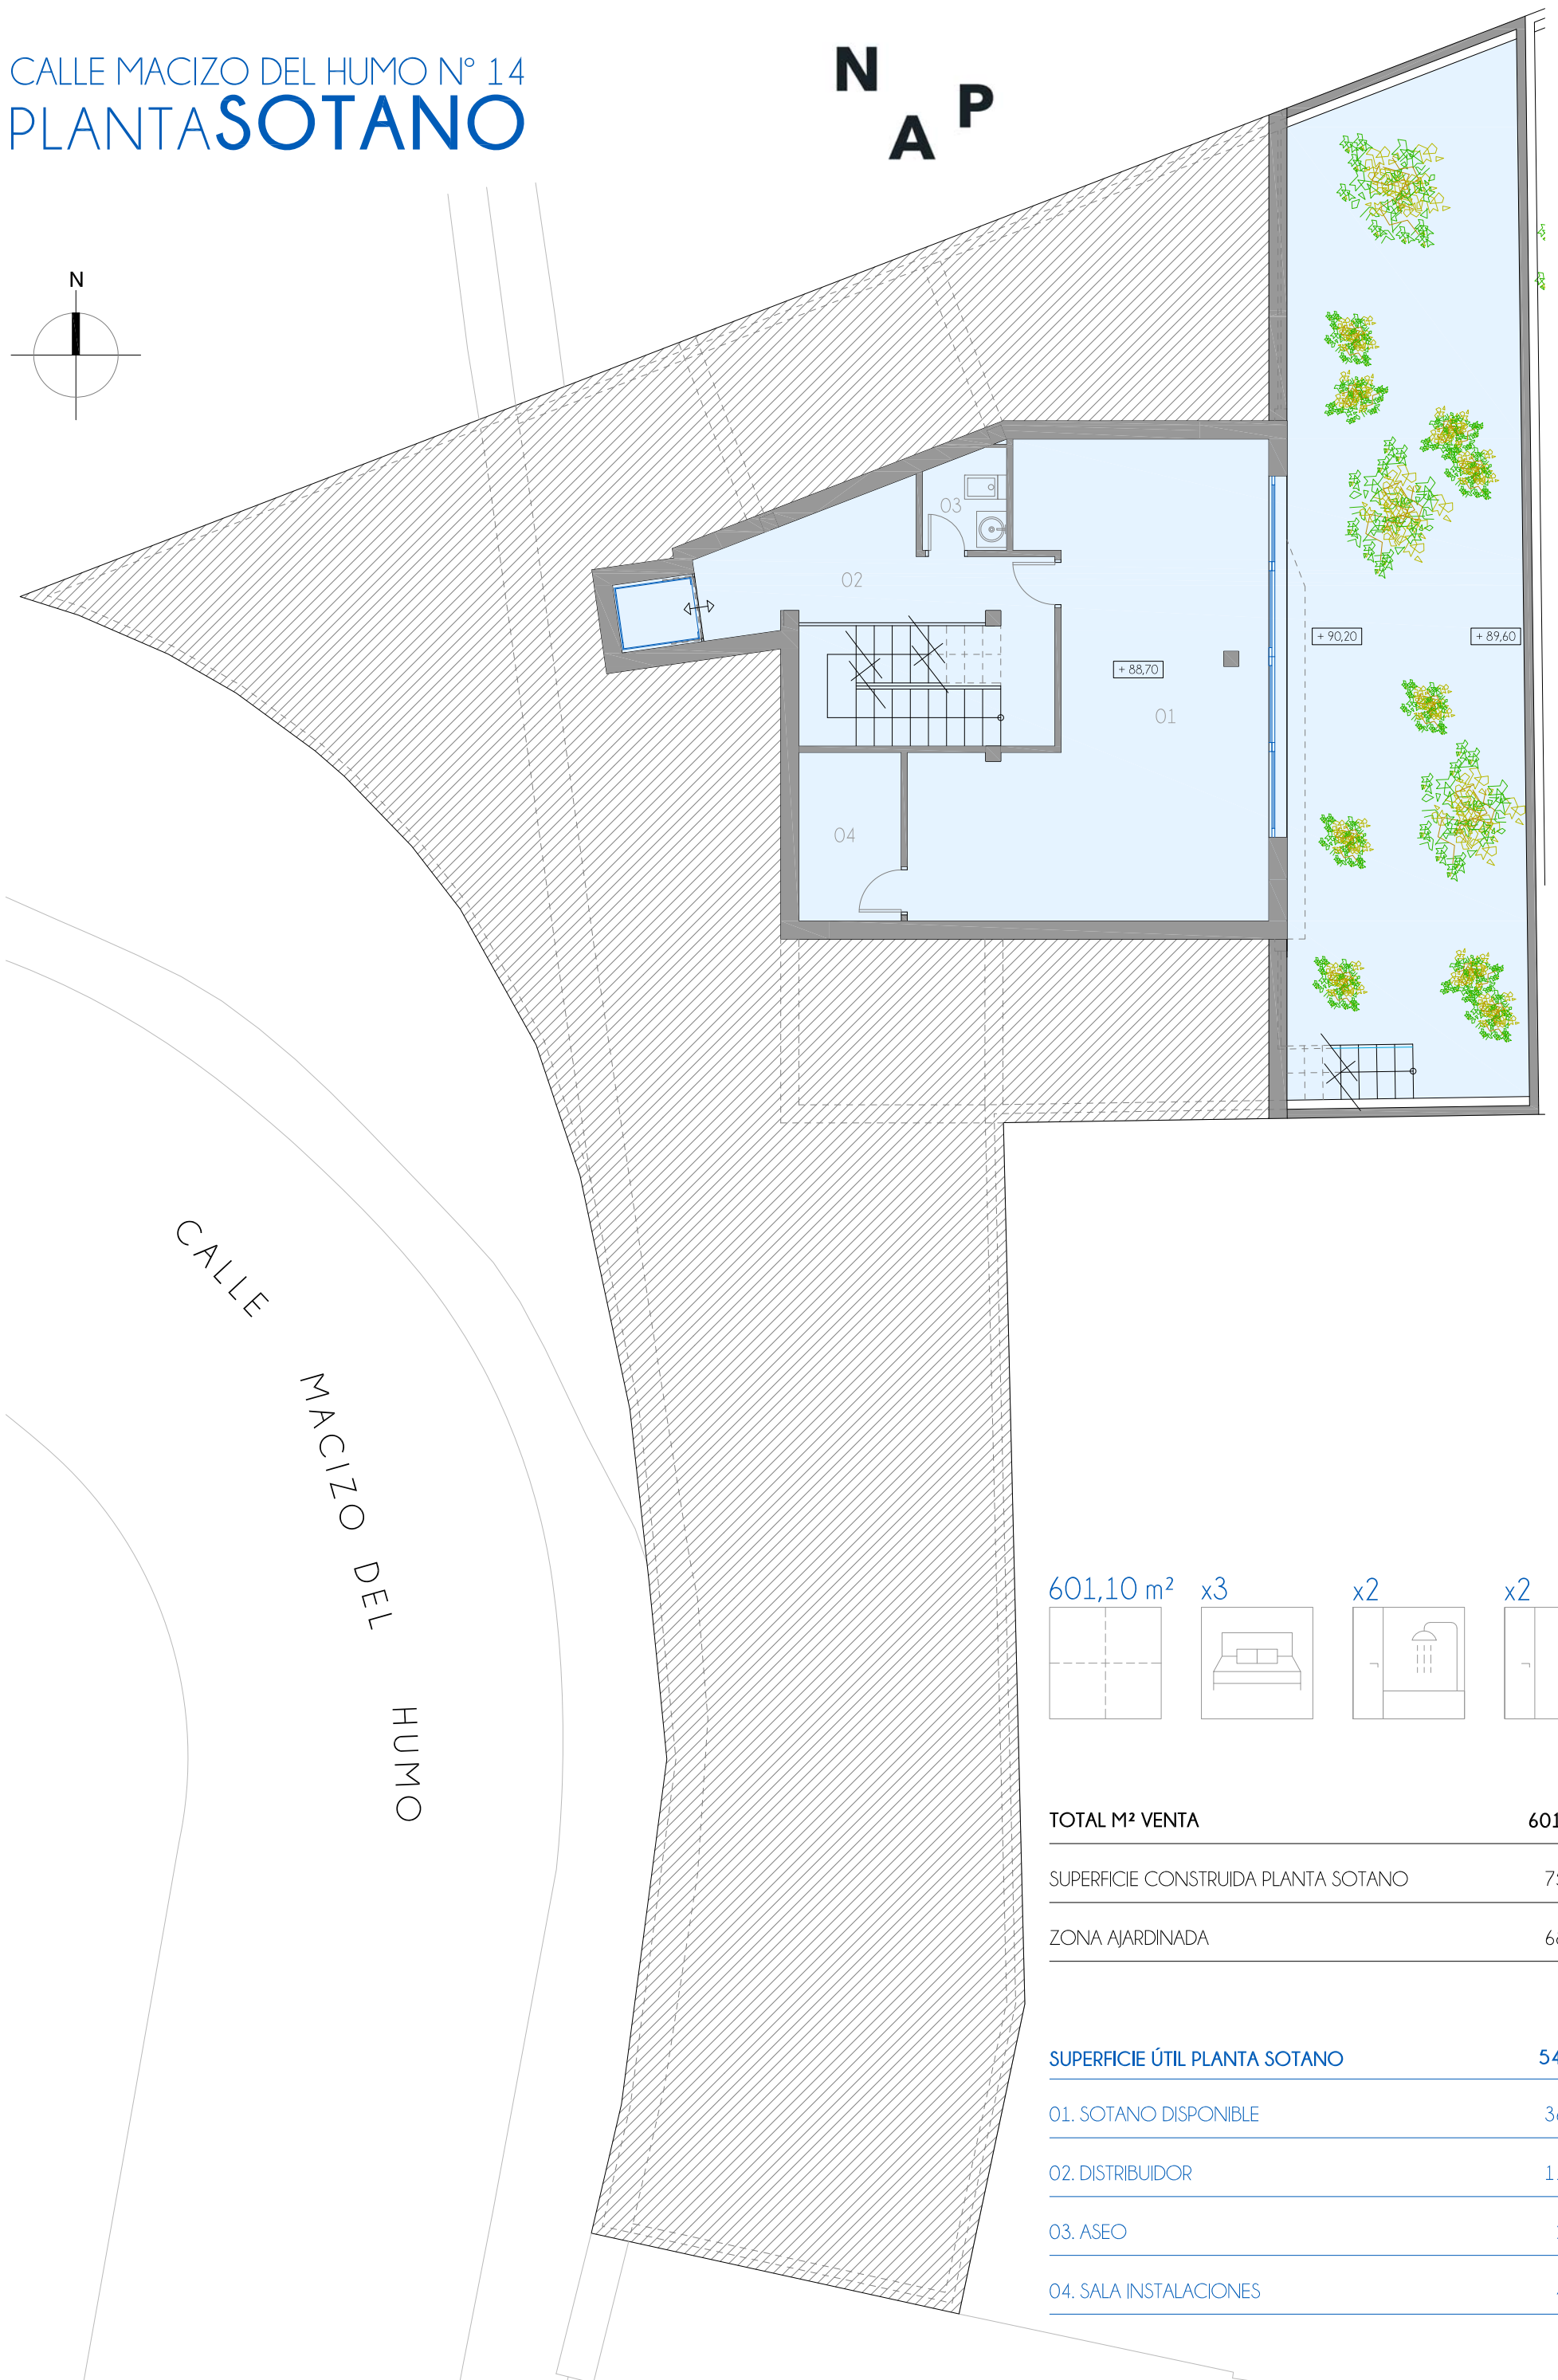 CALLE MACIZO DEL HUMO Nº 14
PLANTA SOTANO
N A P
N
03
02
+ 90,20
+ 89,60
+ 88,70
01
04
CALLE MACIZO DEL HUMO
601,10 m² x3 x2 x2
TOTAL M² VENTA 601
SUPERFICIE CONSTRUIDA PLANTA SOTANO
ZONA AJARDINADA
SUPERFICIE ÚTIL PLANTA SOTANO 54
01. SOTANO DISPONIBLE
02. DISTRIBUIDOR
03. ASEO
04. SALA INSTALACIONES